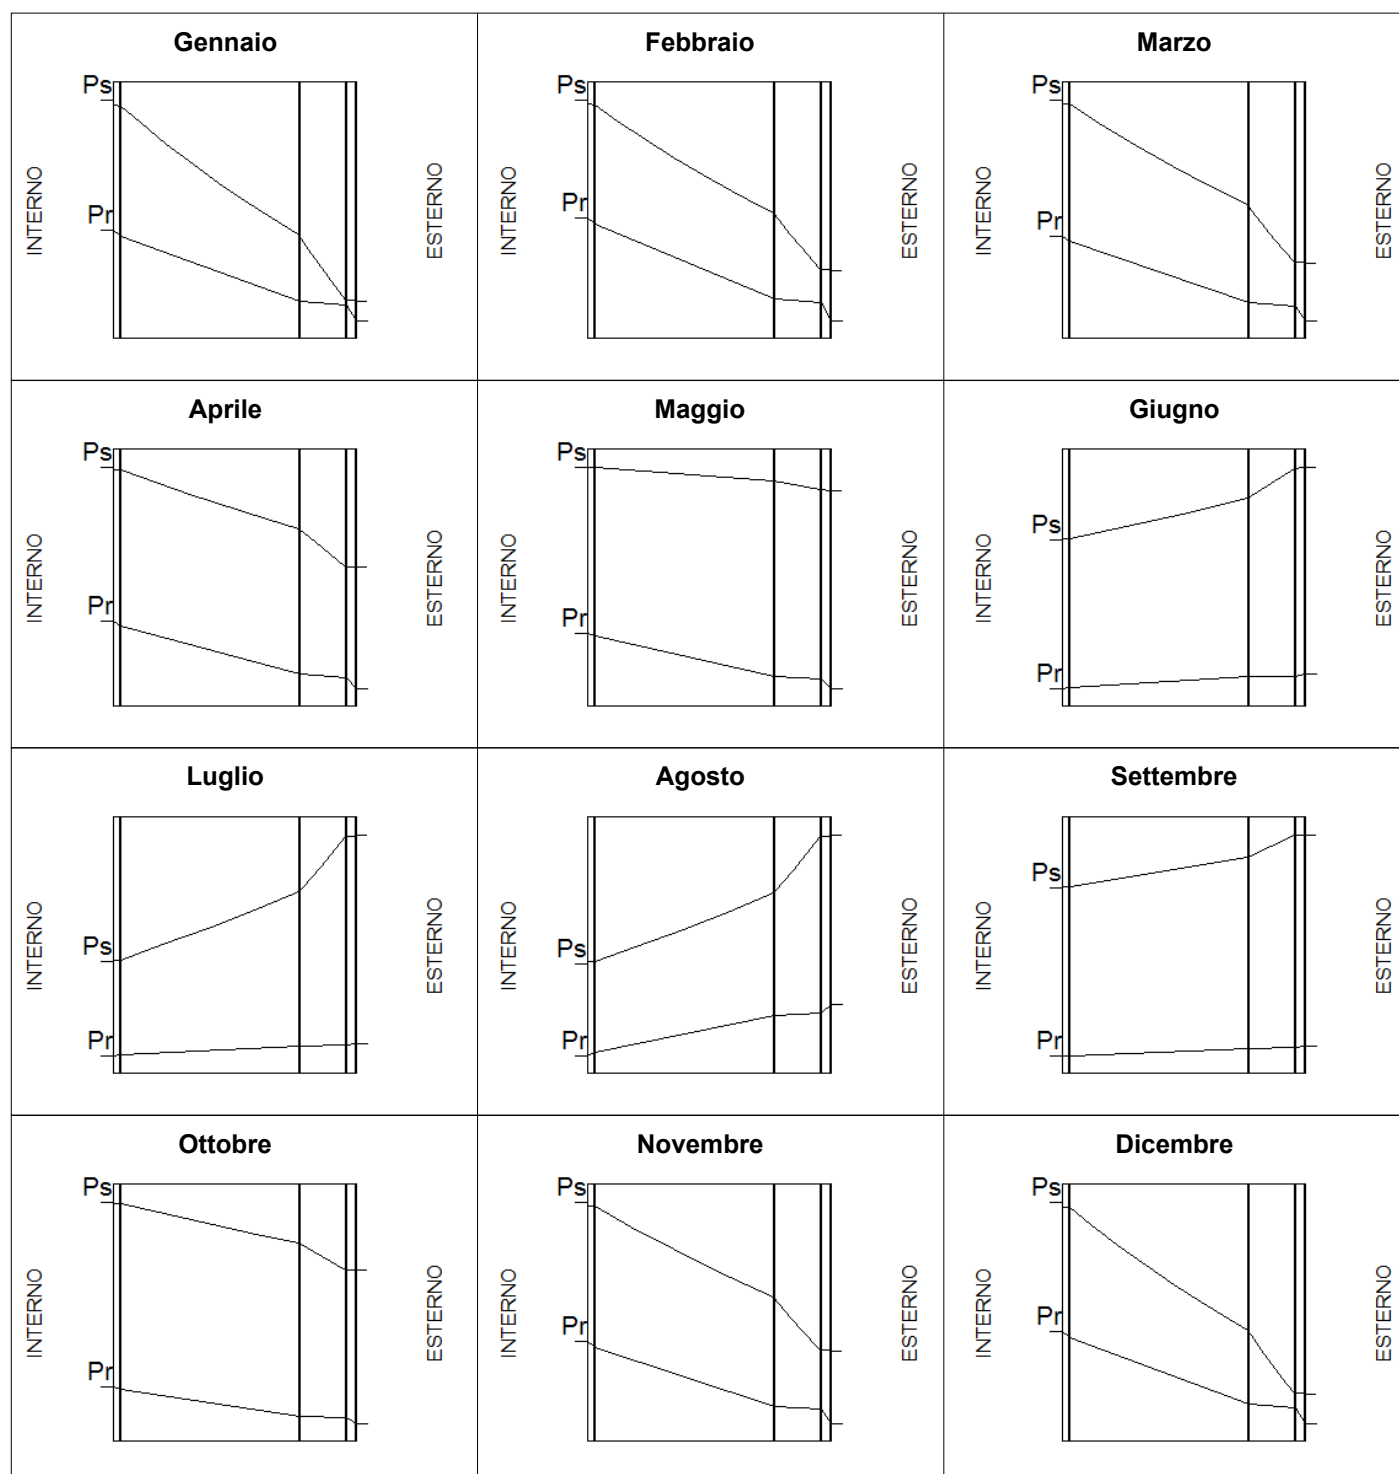 Gennaio
Ps
Pr
INTERNO
ESTERNO
Febbraio
Ps
Pr
INTERNO
ESTERNO
Marzo
Ps
Pr
INTERNO
ESTERNO
Aprile
Ps
Pr
INTERNO
ESTERNO
Maggio
Ps
Pr
INTERNO
ESTERNO
Giugno
Ps
Pr
INTERNO
ESTERNO
Luglio
Ps
Pr
INTERNO
ESTERNO
Agosto
Ps
Pr
INTERNO
ESTERNO
Settembre
Ps
Pr
INTERNO
ESTERNO
Ottobre
Ps
Pr
INTERNO
ESTERNO
Novembre
Ps
Pr
INTERNO
ESTERNO
Dicembre
Ps
Pr
INTERNO
ESTERNO